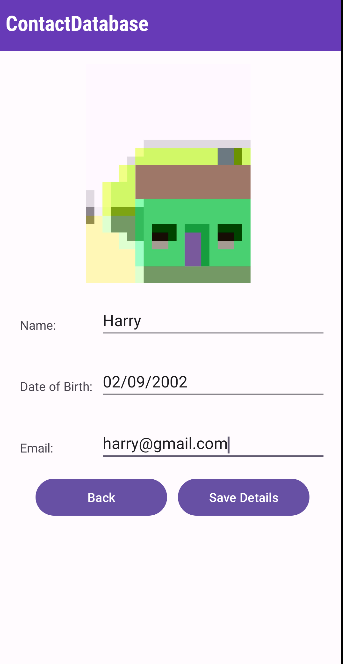 ContactDatabase
Name: Harry
Date of Birth: 02/09/2002
Email: harry@gmail.com
Back Save Details